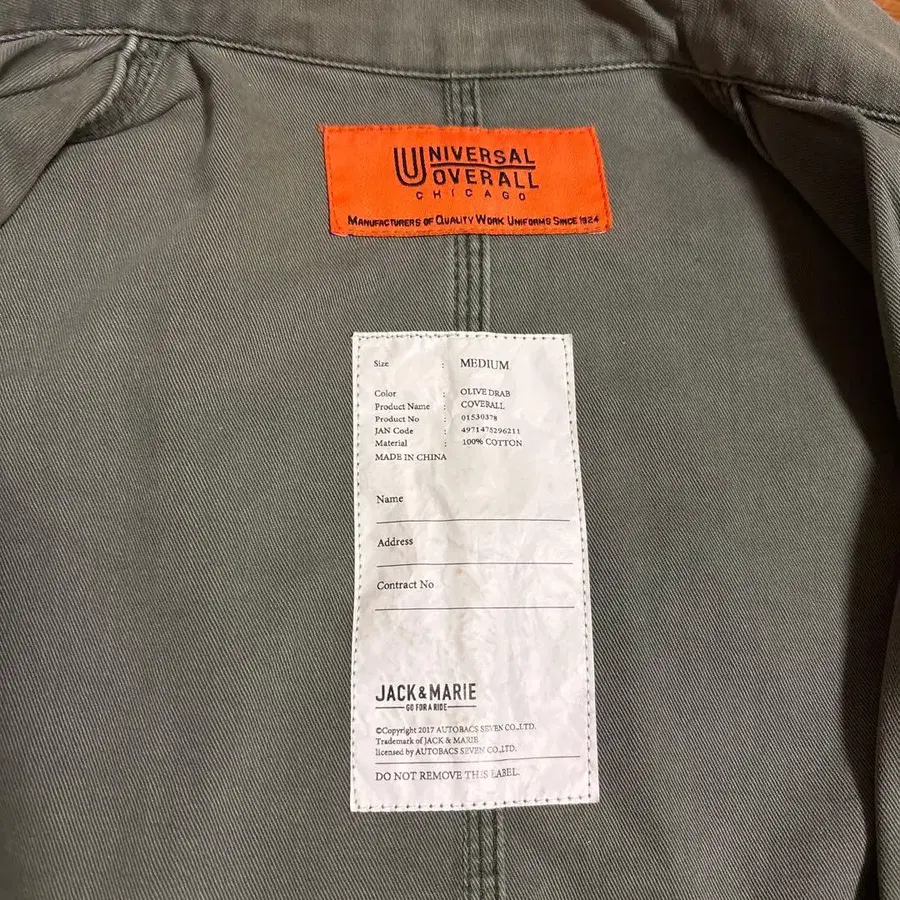 UNIVERSAL
OVERALL
CHICAGO
MANUFACTURERS OF QUALITY WORK UNIFORMS SINCE 1924
Size : MEDIUM
Color : OLIVE DRAB
Product Name : COVERALL
Product No : 01530378
JAN Code : 4971475296211
Material : 100% COTTON
MADE IN CHINA
Name
Address
Contract No
JACK & MARIE
GO FOR A RIDE
©Copyright 2017 AUTOBACS SEVEN CO.,LTD.
Trademark of JACK & MARIE
licensed by AUTOBACS SEVEN CO.,LTD.
DO NOT REMOVE THIS LABEL.